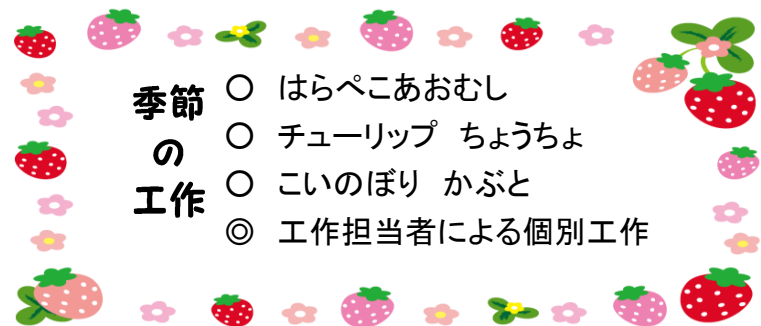 季節
の
工作
○　はらぺこあおむし
○　チューリップ　ちょうちょ
○　こいのぼり　かぶと
◎　工作担当者による個別工作